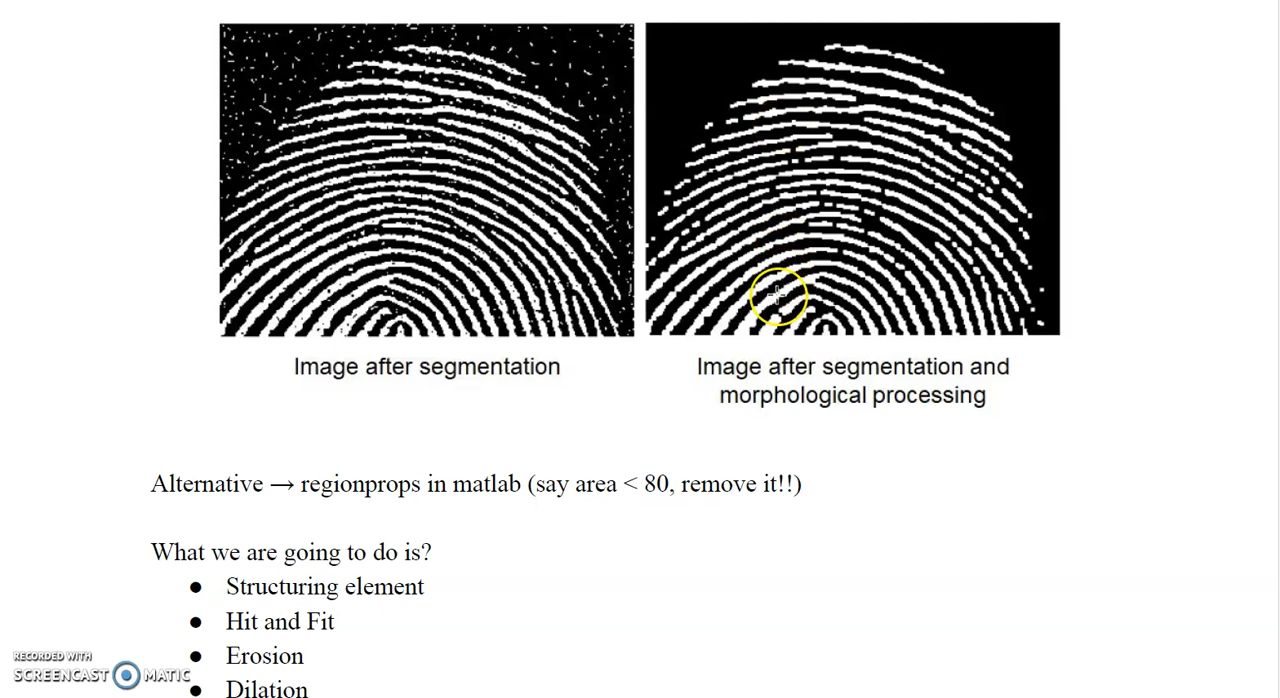 Image after segmentation
Image after segmentation and
morphological processing
Alternative → regionprops in matlab (say area < 80, remove it!!)
What we are going to do is?
● Structuring element
● Hit and Fit
● Erosion
● Dilation
RECORDED WITH
SCREENCAST MATIC